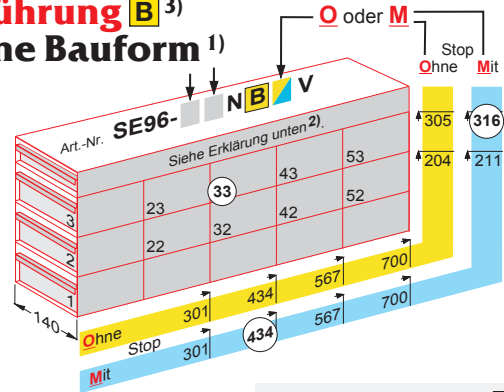 ührung B 3)
ne Bauform 1)
O oder M
Stop
Ohne Mit
Art.-Nr. SE96- N B V
Siehe Erklärung unten 2).
305 316
204 211
23 33 43 53
22 32 42 52
3
2
1
140
Ohne 301 434 567 700
Stop
Mit 301 434 567 700